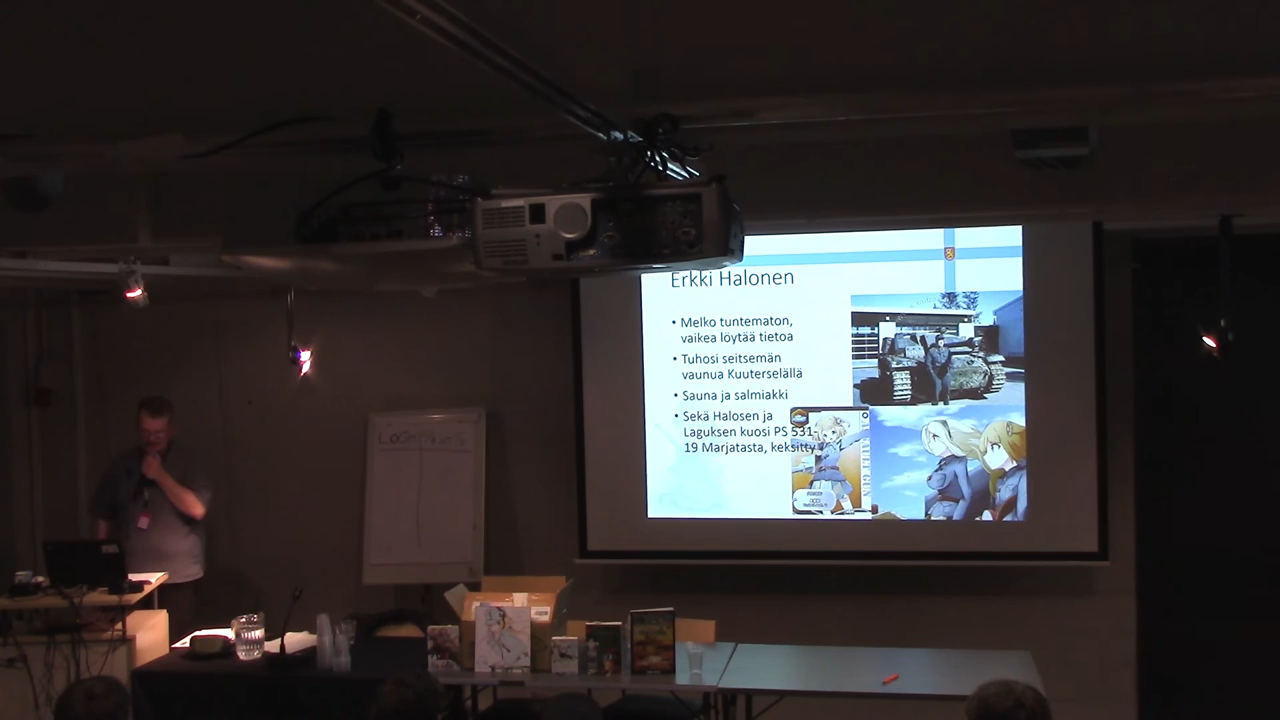 Erkki Halonen
• Melko tuntematon,
vaikea löytää tietoa
• Tuhosi seitsemän
vaunua Kuuterselällä
• Sauna ja salmiakki
• Sekä Halosen ja
Laguksen kuosi PS 531-
19 Marjatasta, keksitty